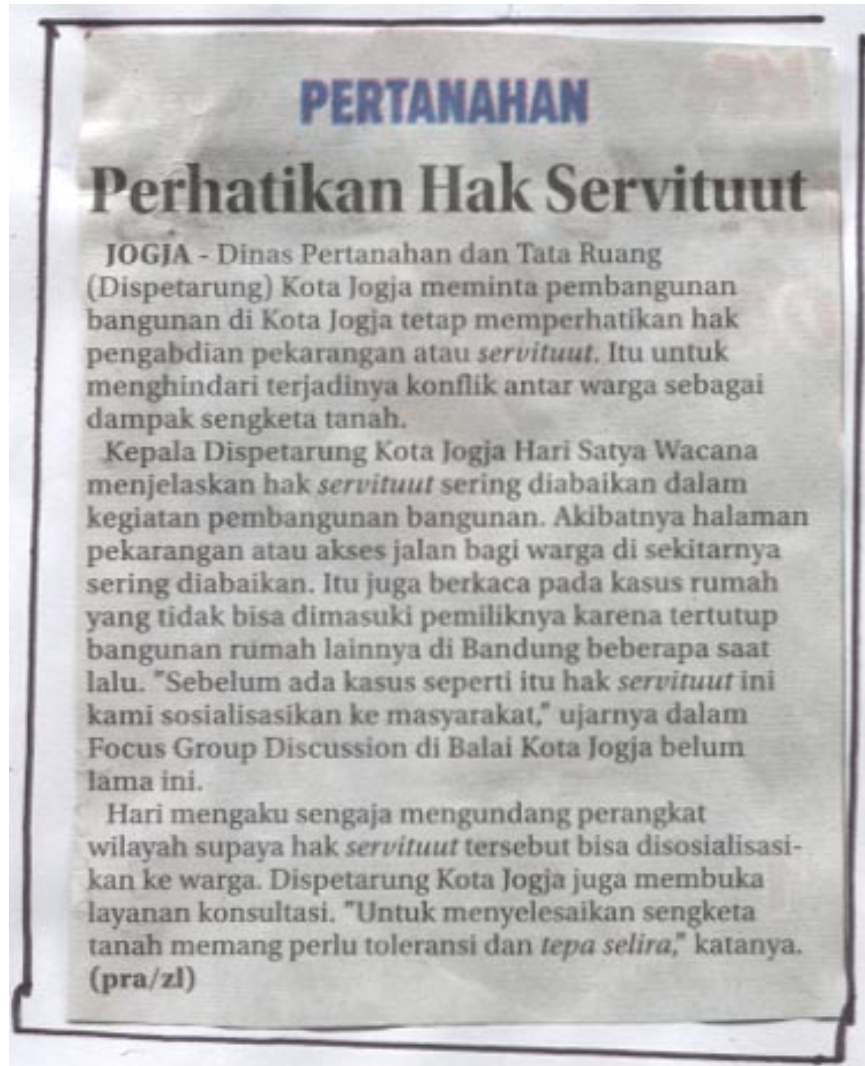 PERTANAHAN
Perhatikan Hak Servituut
JOGJA - Dinas Pertanahan dan Tata Ruang
(Dispetarung) Kota Jogja meminta pembangunan
bangunan di Kota Jogja tetap memperhatikan hak
pengabdian pekarangan atau servituut. Itu untuk
menghindari terjadinya konflik antar warga sebagai
dampak sengketa tanah.
Kepala Dispetarung Kota Jogja Hari Satya Wacana
menjelaskan hak servituut sering diabaikan dalam
kegiatan pembangunan bangunan. Akibatnya halaman
pekarangan atau akses jalan bagi warga di sekitarnya
sering diabaikan. Itu juga berkaca pada kasus rumah
yang tidak bisa dimasuki pemiliknya karena tertutup
bangunan rumah lainnya di Bandung beberapa saat
lalu. "Sebelum ada kasus seperti itu hak servituut ini
kami sosialisasikan ke masyarakat," ujarnya dalam
Focus Group Discussion di Balai Kota Jogja belum
lama ini.
Hari mengaku sengaja mengundang perangkat
wilayah supaya hak servituut tersebut bisa disosialisasi-
kan ke warga. Dispetarung Kota Jogja juga membuka
layanan konsultasi. "Untuk menyelesaikan sengketa
tanah memang perlu toleransi dan tepa selira," katanya.
(pra/zl)